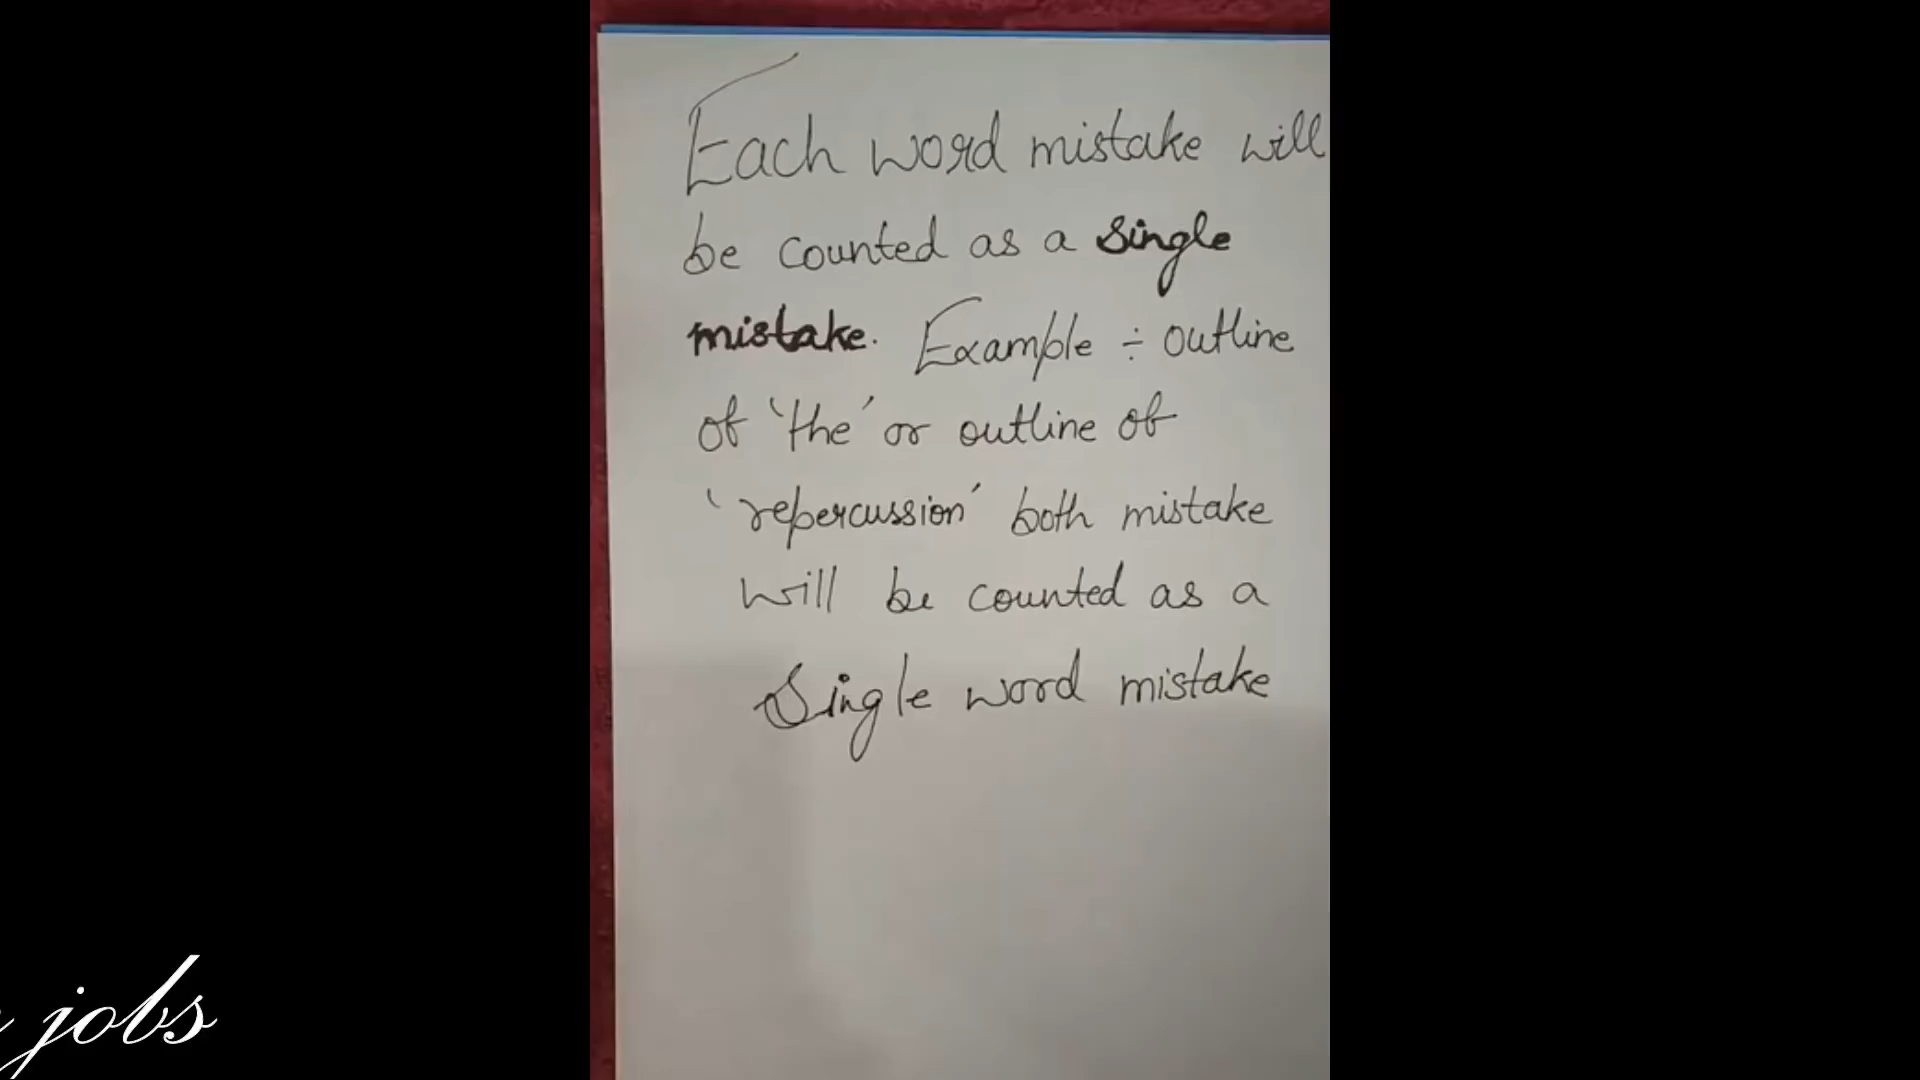 Each word mistake will
be counted as a single
mistake. Example ÷ outline
of 'the' or outline of
'repercussion' both mistake
will be counted as a
Single word mistake
jobs